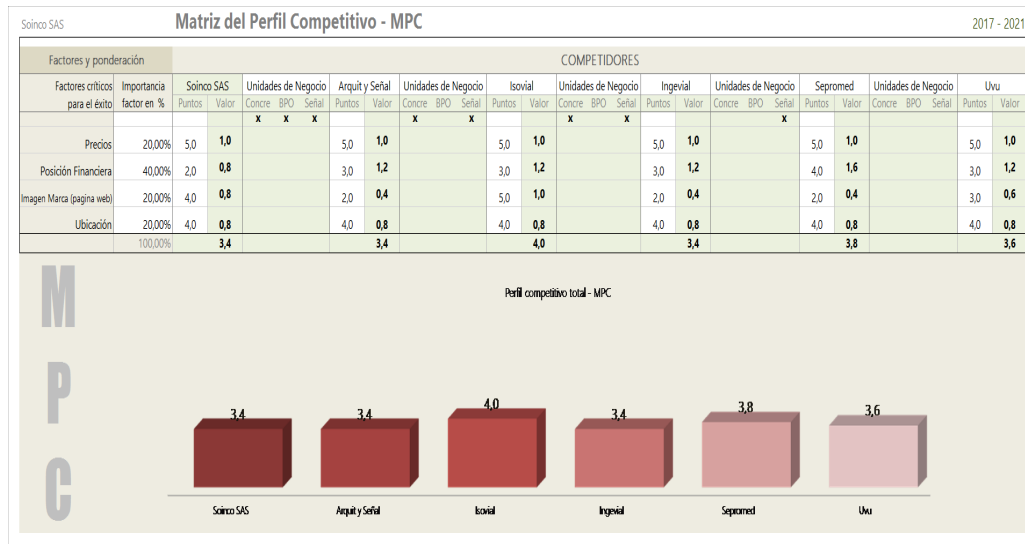 Soinco SAS Matriz del Perfil Competitivo - MPC 2017 - 2021
Factores y ponderación COMPETIDORES
Factores críticos Importancia Soinco SAS Unidades de Negocio Arquit y Señal Unidades de Negocio Isovial Unidades de Negocio Ingevial Unidades de Negocio Sepromed Unidades de Negocio Uvu
para el éxito factor en % Puntos Valor Concre BPO Señal Puntos Valor Concre BPO Señal Puntos Valor Concre BPO Señal Puntos Valor Concre BPO Señal Puntos Valor Concre BPO Señal Puntos Valor
x x x x x x x x
Precios 20,00% 5,0 1,0 5,0 1,0 5,0 1,0 5,0 1,0 5,0 1,0 5,0 1,0
Posición Financiera 40,00% 2,0 0,8 3,0 1,2 3,0 1,2 3,0 1,2 4,0 1,6 3,0 1,2
Imagen Marca (pagina web) 20,00% 4,0 0,8 2,0 0,4 5,0 1,0 2,0 0,4 2,0 0,4 3,0 0,6
Ubicación 20,00% 4,0 0,8 4,0 0,8 4,0 0,8 4,0 0,8 4,0 0,8 4,0 0,8
100,00% 3,4 3,4 4,0 3,4 3,8 3,6
M
P
C
Perfil competitivo total - MPC
3,4 3,4 4,0 3,4 3,8 3,6
Soinco SAS Arquit y Señal Isovial Ingevial Sepromed Uvu